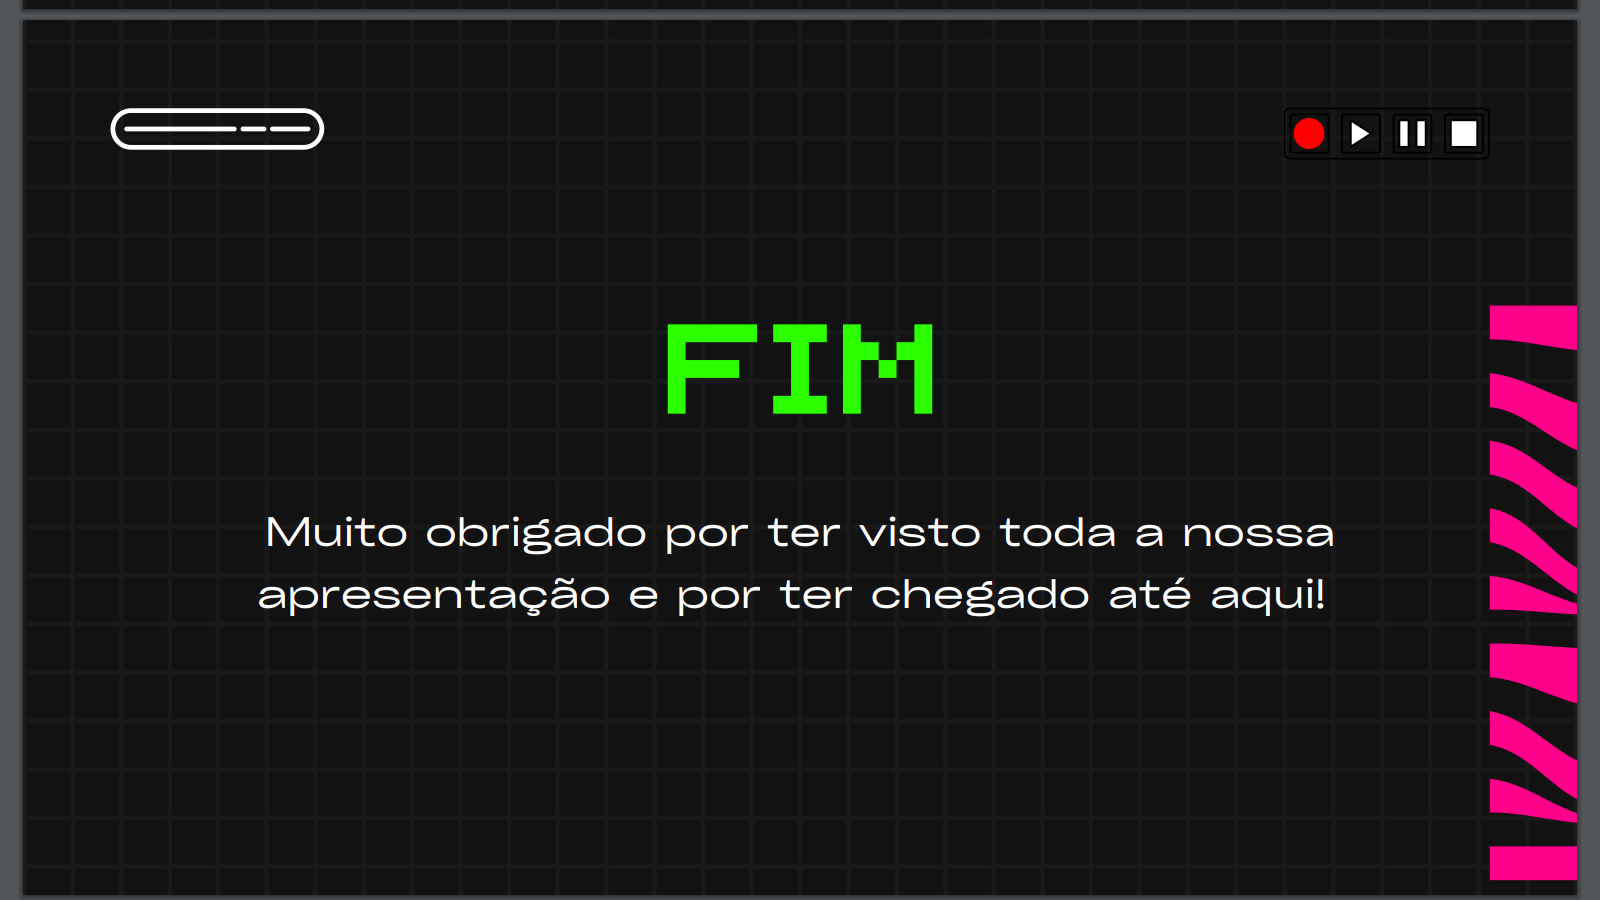 FIM
Muito obrigado por ter visto toda a nossa
apresentação e por ter chegado até aqui!